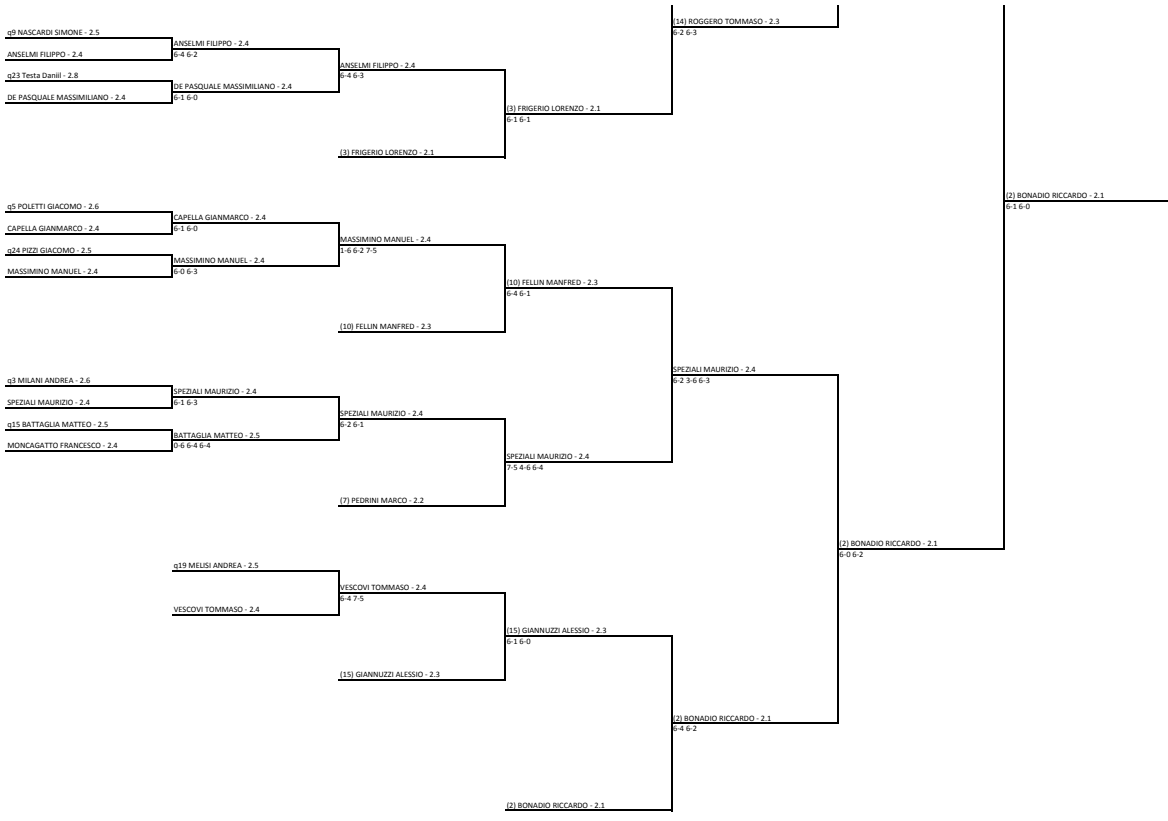 (14) ROGGERO TOMMASO - 2.3
6-2 6-3
q9 NASCARDI SIMONE - 2.5
ANSELMI FILIPPO - 2.4
6-4 6-2
ANSELMI FILIPPO - 2.4
ANSELMI FILIPPO - 2.4
6-4 6-3
q23 Testa Daniil - 2.8
DE PASQUALE MASSIMILIANO - 2.4
6-1 6-0
DE PASQUALE MASSIMILIANO - 2.4
(3) FRIGERIO LORENZO - 2.1
6-1 6-1
(3) FRIGERIO LORENZO - 2.1
(2) BONADIO RICCARDO - 2.1
6-1 6-0
q5 POLETTI GIACOMO - 2.6
CAPELLA GIANMARCO - 2.4
6-1 6-0
CAPELLA GIANMARCO - 2.4
MASSIMINO MANUEL - 2.4
1-6 6-2 7-5
q24 PIZZI GIACOMO - 2.5
MASSIMINO MANUEL - 2.4
6-0 6-3
MASSIMINO MANUEL - 2.4
(10) FELLIN MANFRED - 2.3
6-4 6-1
(10) FELLIN MANFRED - 2.3
SPEZIALI MAURIZIO - 2.4
6-2 3-6 6-3
q3 MILANI ANDREA - 2.6
SPEZIALI MAURIZIO - 2.4
6-1 6-3
SPEZIALI MAURIZIO - 2.4
SPEZIALI MAURIZIO - 2.4
6-2 6-1
q15 BATTAGLIA MATTEO - 2.5
BATTAGLIA MATTEO - 2.5
0-6 6-4 6-4
MONCAGATTO FRANCESCO - 2.4
SPEZIALI MAURIZIO - 2.4
7-5 4-6 6-4
(7) PEDRINI MARCO - 2.2
(2) BONADIO RICCARDO - 2.1
6-0 6-2
q19 MELISI ANDREA - 2.5
VESCOVI TOMMASO - 2.4
6-4 7-5
VESCOVI TOMMASO - 2.4
(15) GIANNUZZI ALESSIO - 2.3
6-1 6-0
(15) GIANNUZZI ALESSIO - 2.3
(2) BONADIO RICCARDO - 2.1
6-4 6-2
(2) BONADIO RICCARDO - 2.1